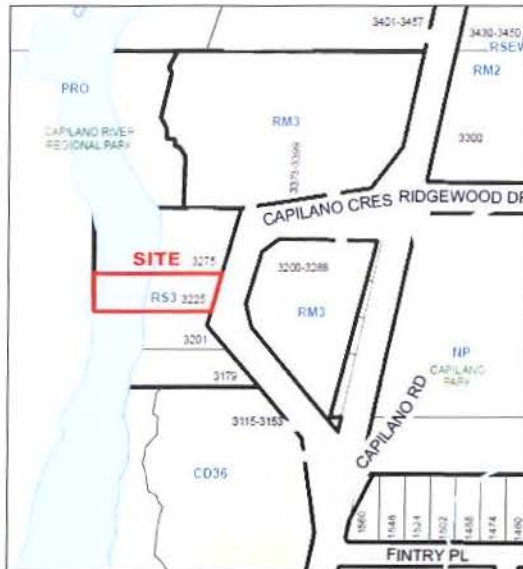 3401-3457
3430-3450
RSEW
PRO
RM2
CAPILANO RIVER
REGIONAL PARK
RM3
3300
3373-3399
CAPILANO CRES
RIDGEWOOD DR
SITE
3275
3200-3288
RS3
3225
RM3
3201
NP
CAPILANO
PARK
3179
3115-3153
CAPILANO RD
CD36
1560
1548
1524
1502
1488
1474
1460
FINTRY PL